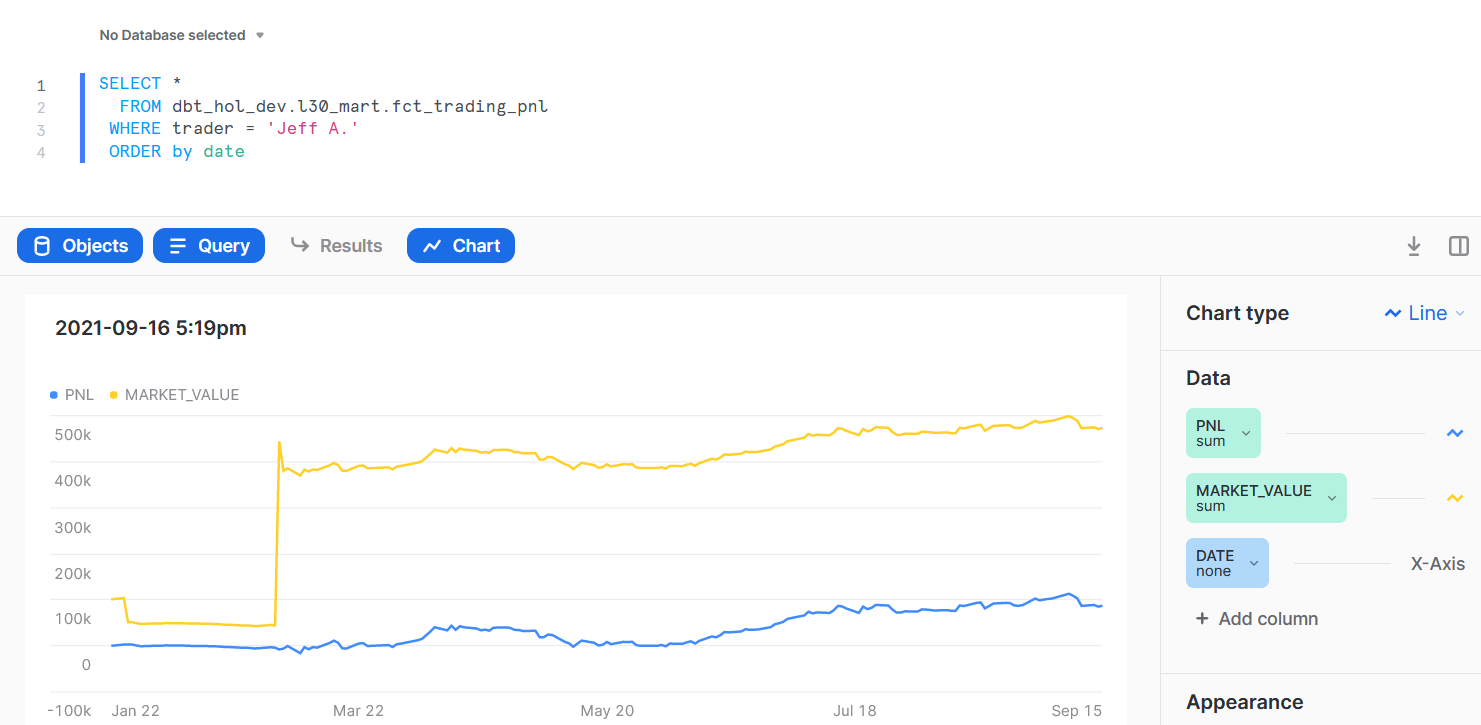 No Database selected
1 SELECT *
2 FROM dbt_hol_dev.l30_mart.fct_trading_pnl
3 WHERE trader = 'Jeff A.'
4 ORDER by date
Objects Query Results Chart
2021-09-16 5:19pm
PNL MARKET_VALUE
500k
400k
300k
200k
100k
0
-100k Jan 22 Mar 22 May 20 Jul 18 Sep 15
Chart type Line
Data
PNL
sum
MARKET_VALUE
sum
DATE
none
X-Axis
+ Add column
Appearance